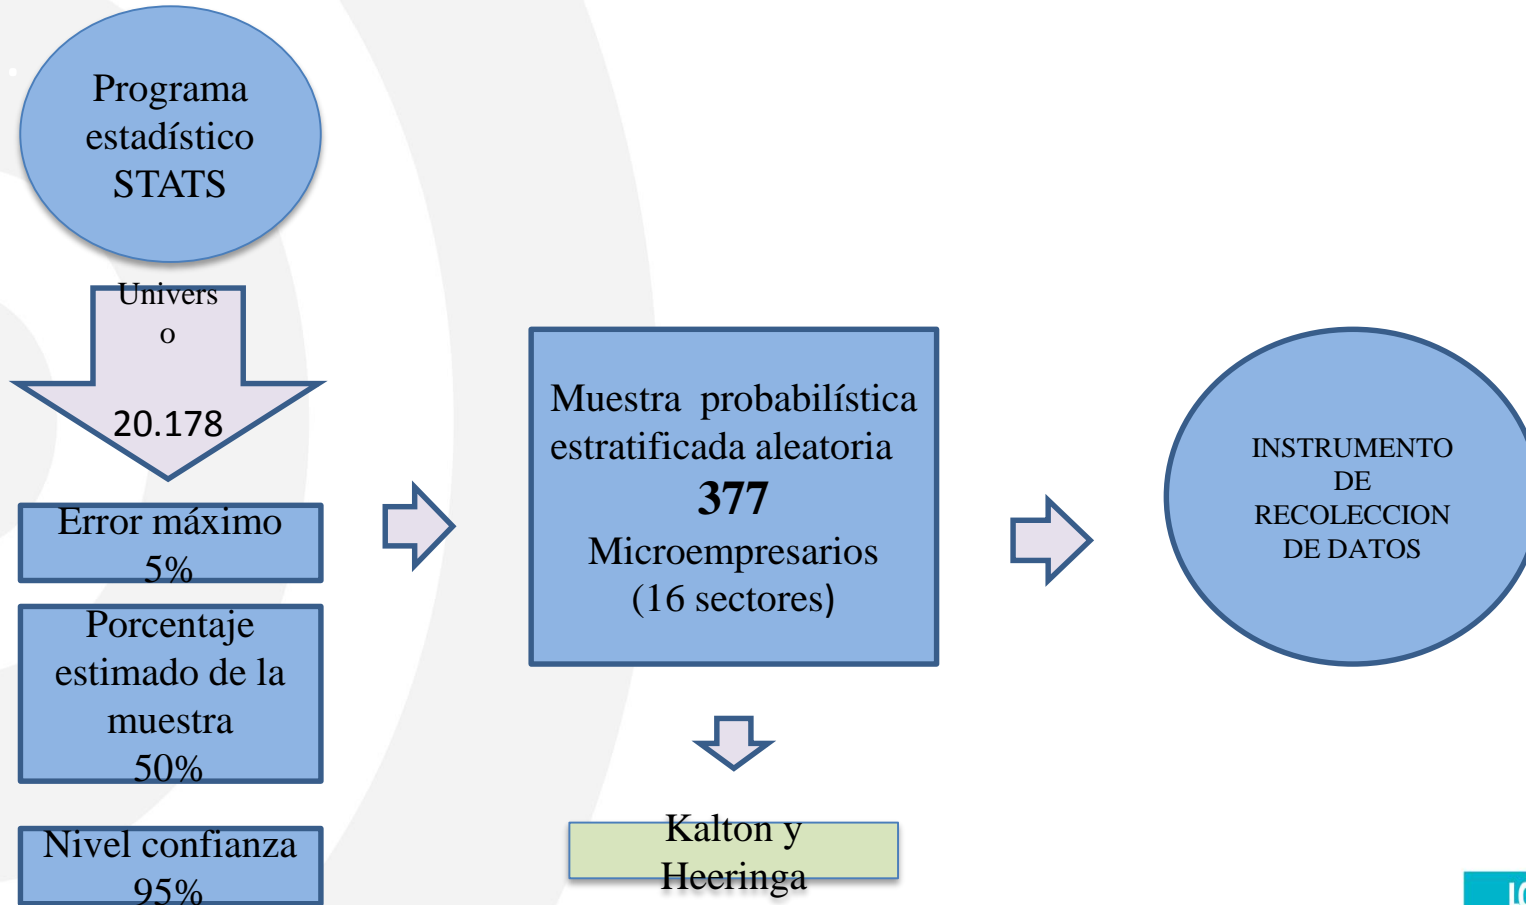 Programa
estadístico
STATS
Univers
o
20.178
Error máximo
5%
Porcentaje
estimado de la
muestra
50%
Nivel confianza
95%
Muestra probabilística
estratificada aleatoria
377
Microempresarios
(16 sectores)
Kalton y
Heeringa
INSTRUMENTO
DE
RECOLECCION
DE DATOS